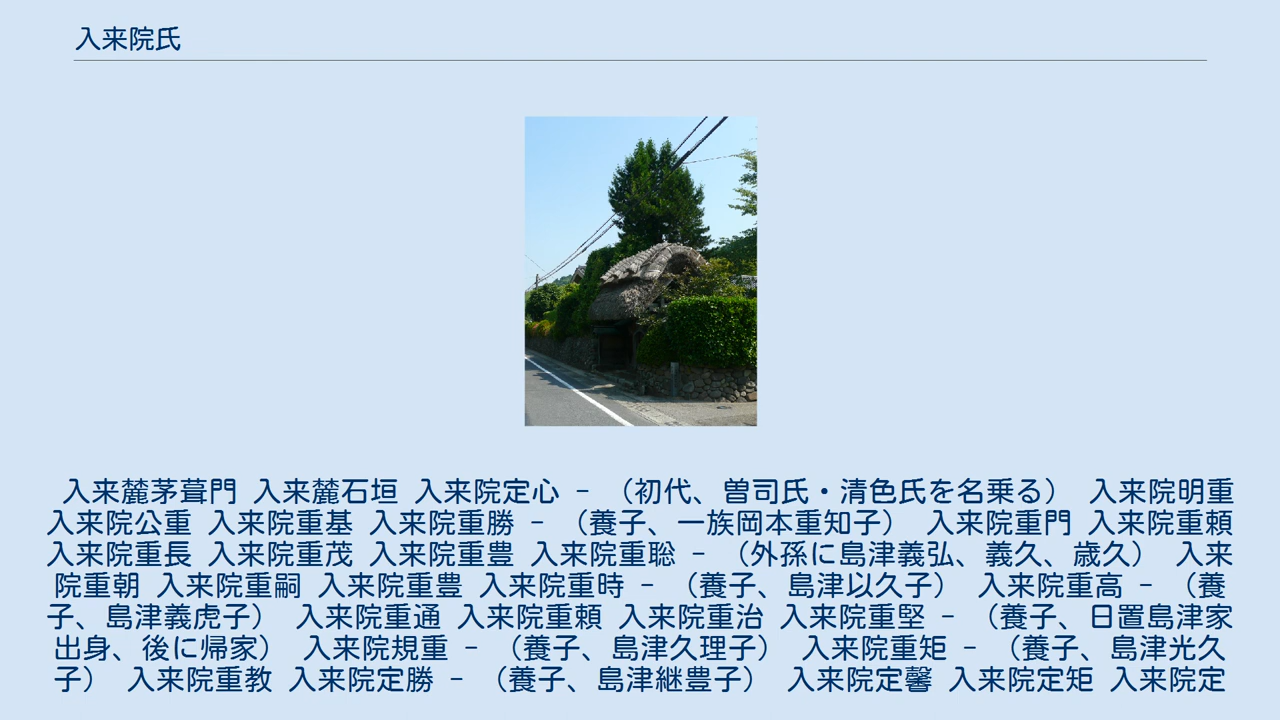 入来院氏
入来麓茅葺門 入来麓石垣 入来院定心 - （初代、曽司氏・清色氏を名乗る） 入来院明重
入来院公重 入来院重基 入来院重勝 - （養子、一族岡本重知子） 入来院重門 入来院重頼
入来院重長 入来院重茂 入来院重豊 入来院重聡 - （外孫に島津義弘、義久、歳久） 入来
院重朝 入来院重嗣 入来院重豊 入来院重時 - （養子、島津以久子） 入来院重高 - （養
子、島津義虎子） 入来院重通 入来院重頼 入来院重治 入来院重堅 - （養子、日置島津家
出身、後に帰家） 入来院規重 - （養子、島津久理子） 入来院重矩 - （養子、島津光久
子） 入来院重教 入来院定勝 - （養子、島津継豊子） 入来院定馨 入来院定矩 入来院定